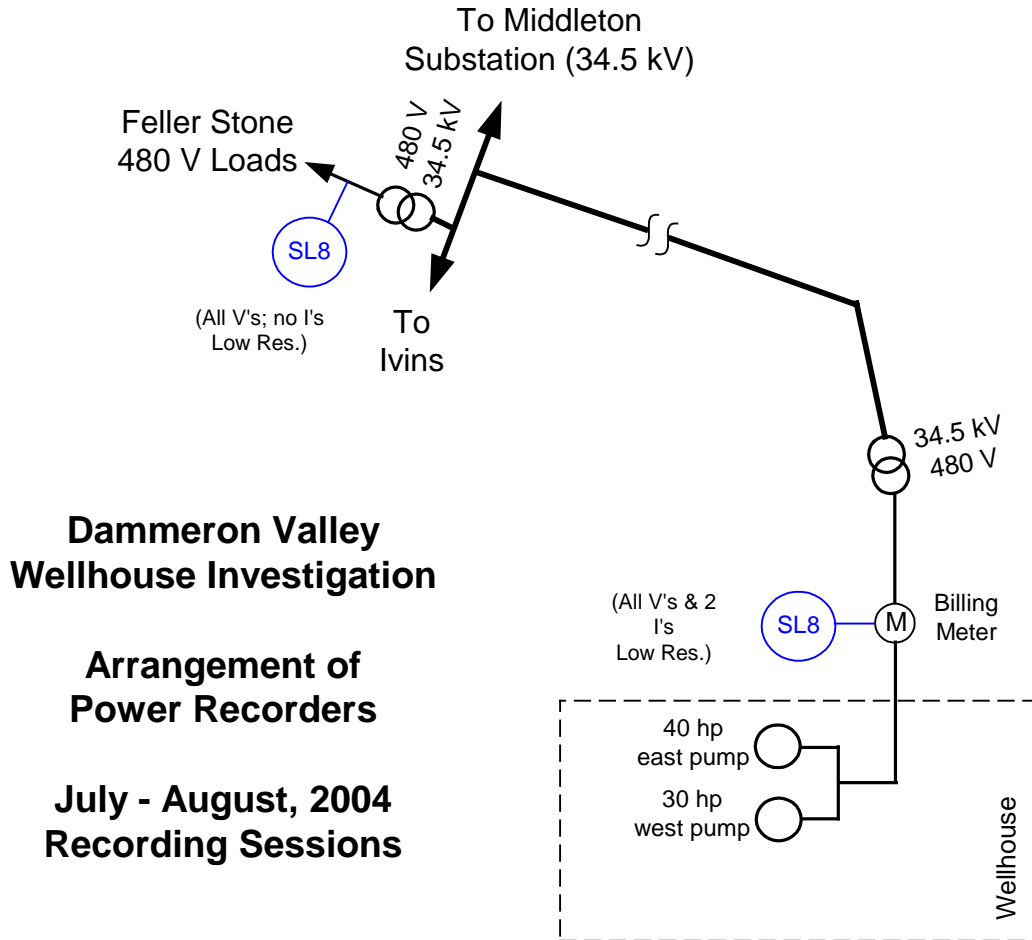 To Middleton
Substation (34.5 kV)
Feller Stone
480 V Loads
480 V
34.5 kV
SL8
(All V's; no I's
Low Res.)
To
Ivins
34.5 kV
480 V
Dammeron Valley
Wellhouse Investigation
Arrangement of
Power Recorders
July - August, 2004
Recording Sessions
(All V's & 2
I's
Low Res.)
SL8
M
Billing
Meter
40 hp
east pump
30 hp
west pump
Wellhouse